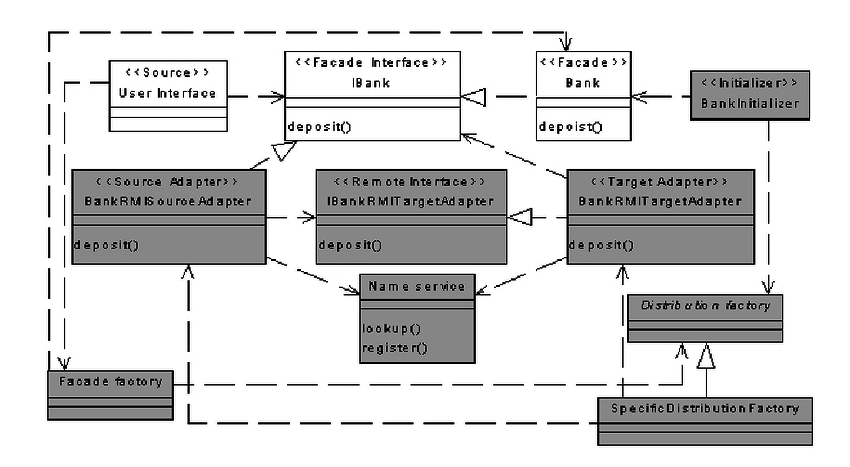 <<Source>>
User Interface
<<Facade Interface>>
IBank
deposit()
<<Facade>>
Bank
depoist()
<<Initializer>>
BankInitializer
<<Source Adapter>>
BankRMISourceAdapter
deposit()
<<Remote Interface>>
IBankRMITargetAdapter
deposit()
<<Target Adapter>>
BankRMITargetAdapter
deposit()
Name service
lookup()
register()
Distribution factory
Facade factory
SpecificDistributionFactory